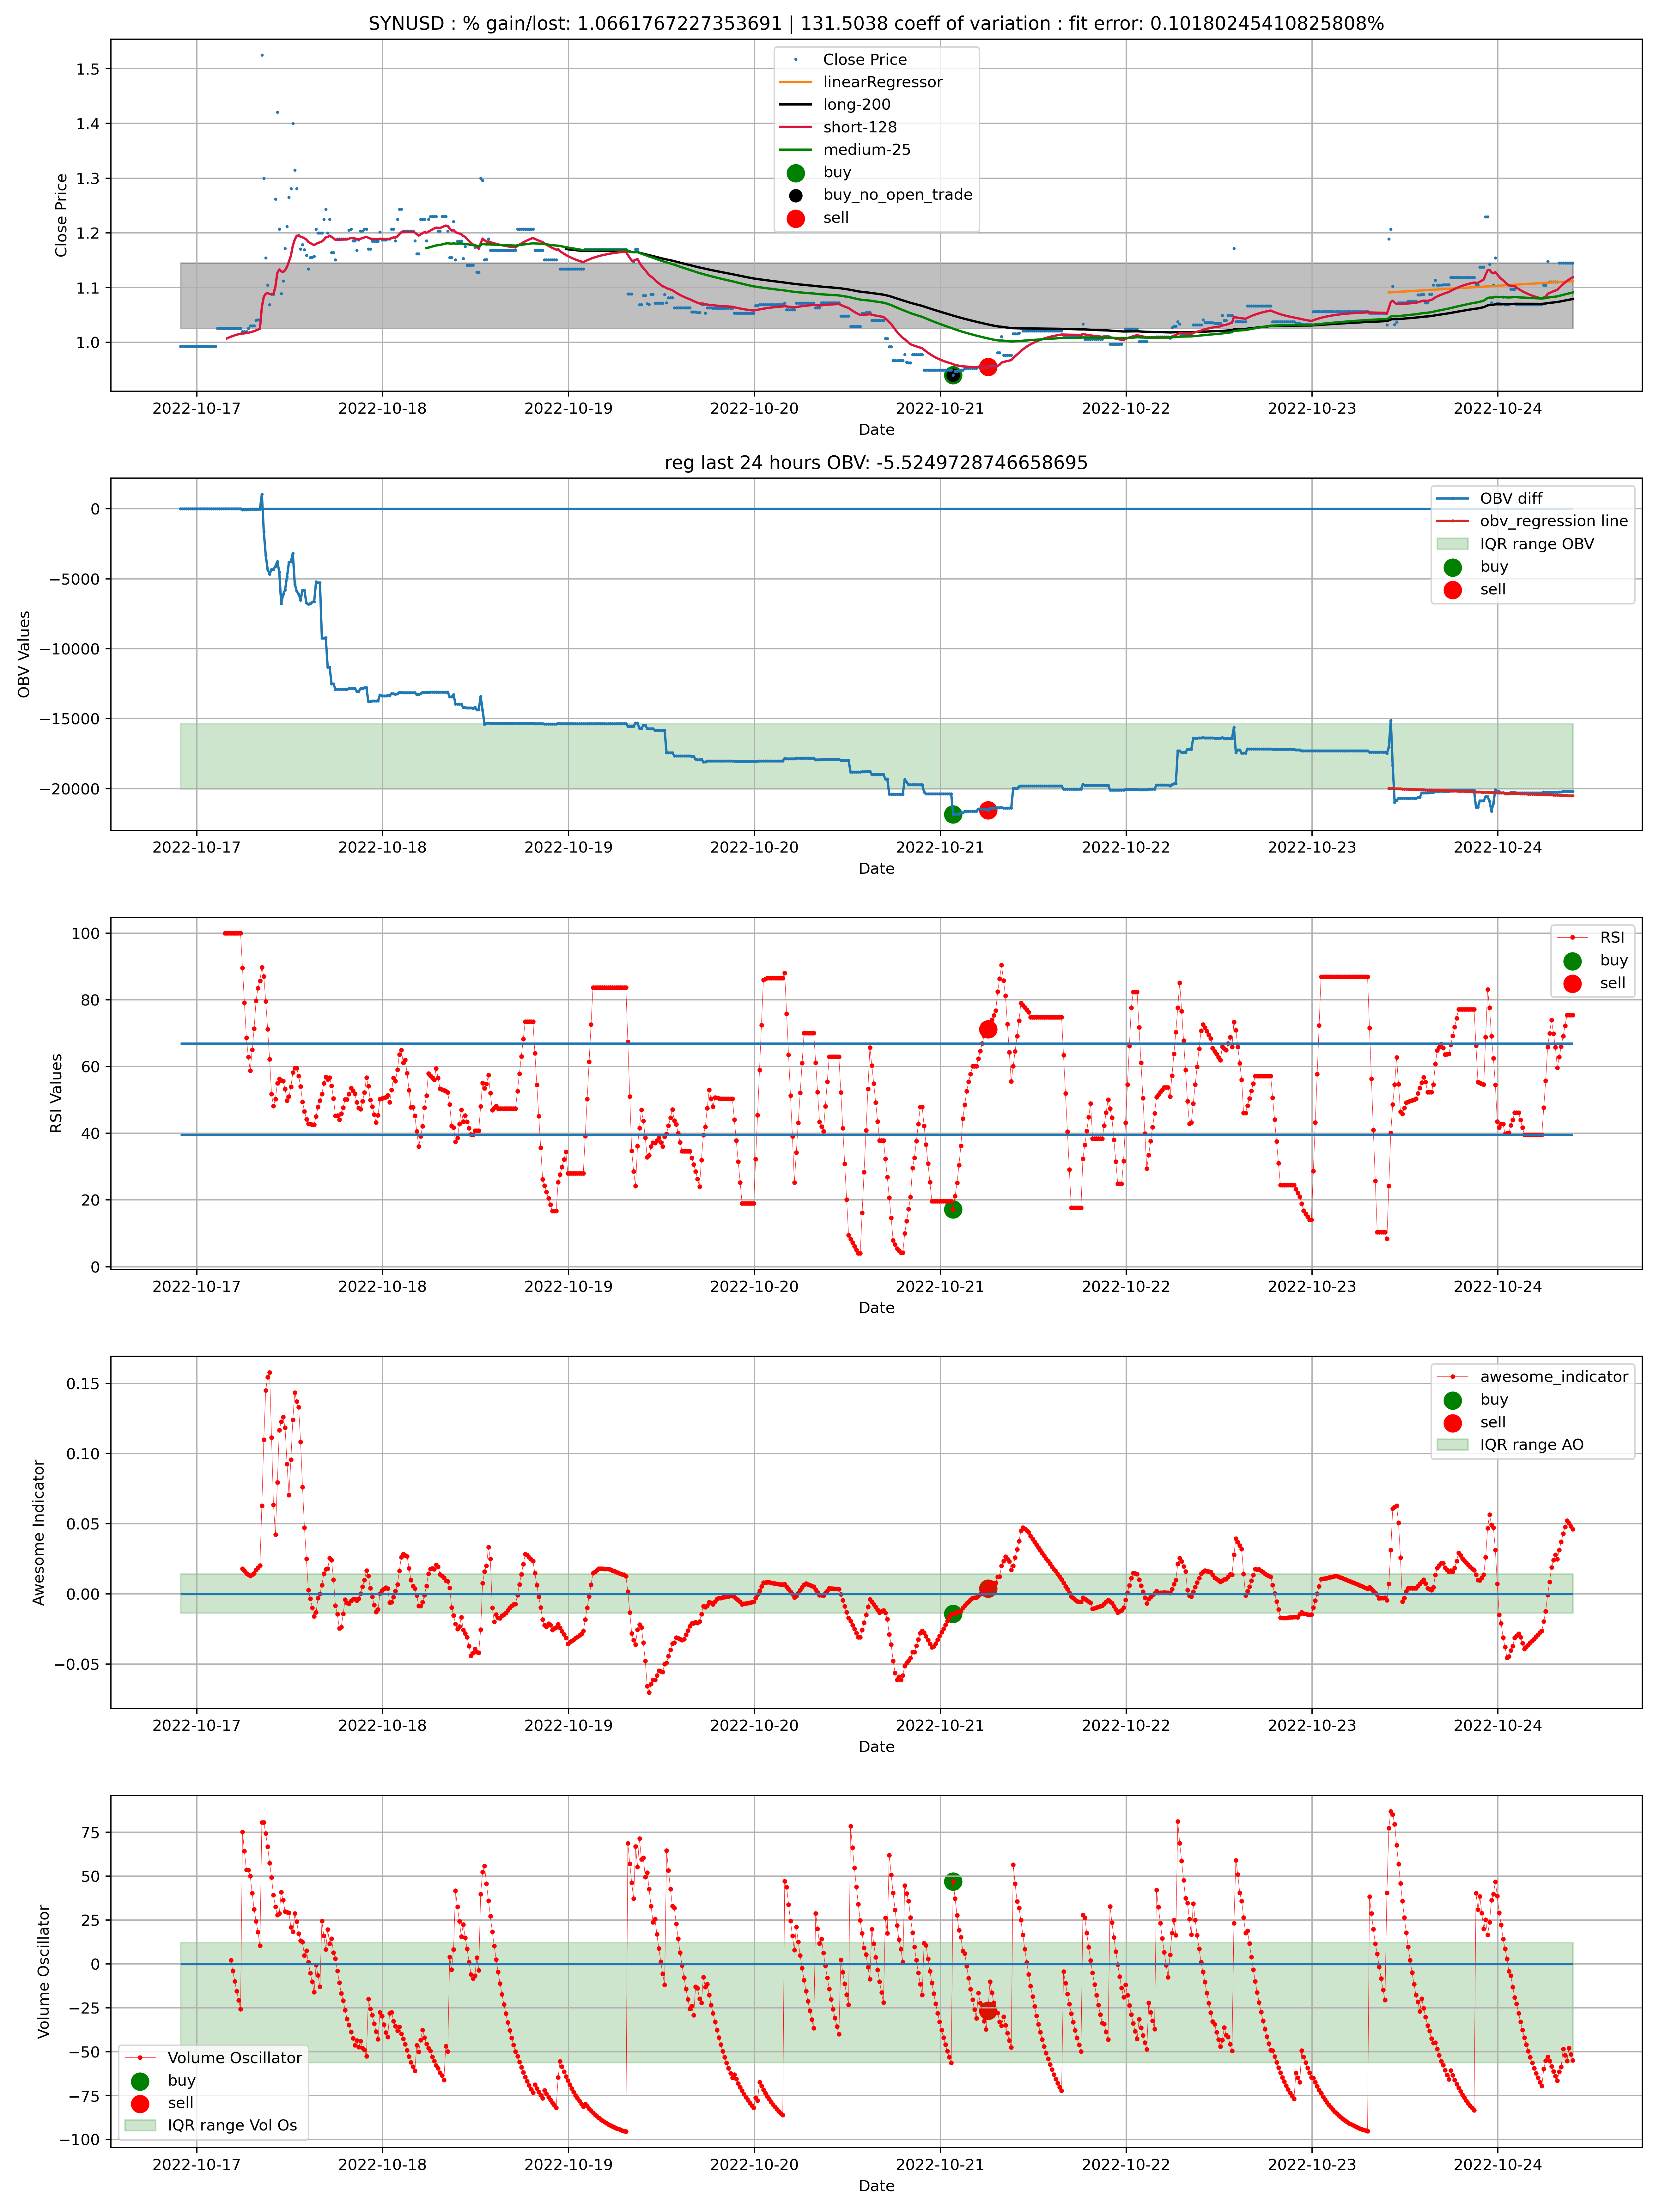 SYNUSD : % gain/lost: 1.0661767227353691 | 131.5038 coeff of variation : fit error: 0.10180245410825808%
Close Price
linearRegressor
long-200
short-128
medium-25
buy
buy_no_open_trade
sell
1.5
1.4
1.3
1.2
1.1
1.0
Close Price
2022-10-17 2022-10-18 2022-10-19 2022-10-20 2022-10-21 2022-10-22 2022-10-23 2022-10-24
Date
reg last 24 hours OBV: -5.5249728746658695
OBV diff
obv_regression line
IQR range OBV
buy
sell
0
−5000
−10000
−15000
−20000
OBV Values
2022-10-17 2022-10-18 2022-10-19 2022-10-20 2022-10-21 2022-10-22 2022-10-23 2022-10-24
Date
RSI
buy
sell
100
80
60
40
20
0
RSI Values
2022-10-17 2022-10-18 2022-10-19 2022-10-20 2022-10-21 2022-10-22 2022-10-23 2022-10-24
Date
awesome_indicator
buy
sell
IQR range AO
0.15
0.10
0.05
0.00
−0.05
Awesome Indicator
2022-10-17 2022-10-18 2022-10-19 2022-10-20 2022-10-21 2022-10-22 2022-10-23 2022-10-24
Date
75
50
25
0
−25
−50
−75
−100
Volume Oscillator
Volume Oscillator
buy
sell
IQR range Vol Os
2022-10-17 2022-10-18 2022-10-19 2022-10-20 2022-10-21 2022-10-22 2022-10-23 2022-10-24
Date